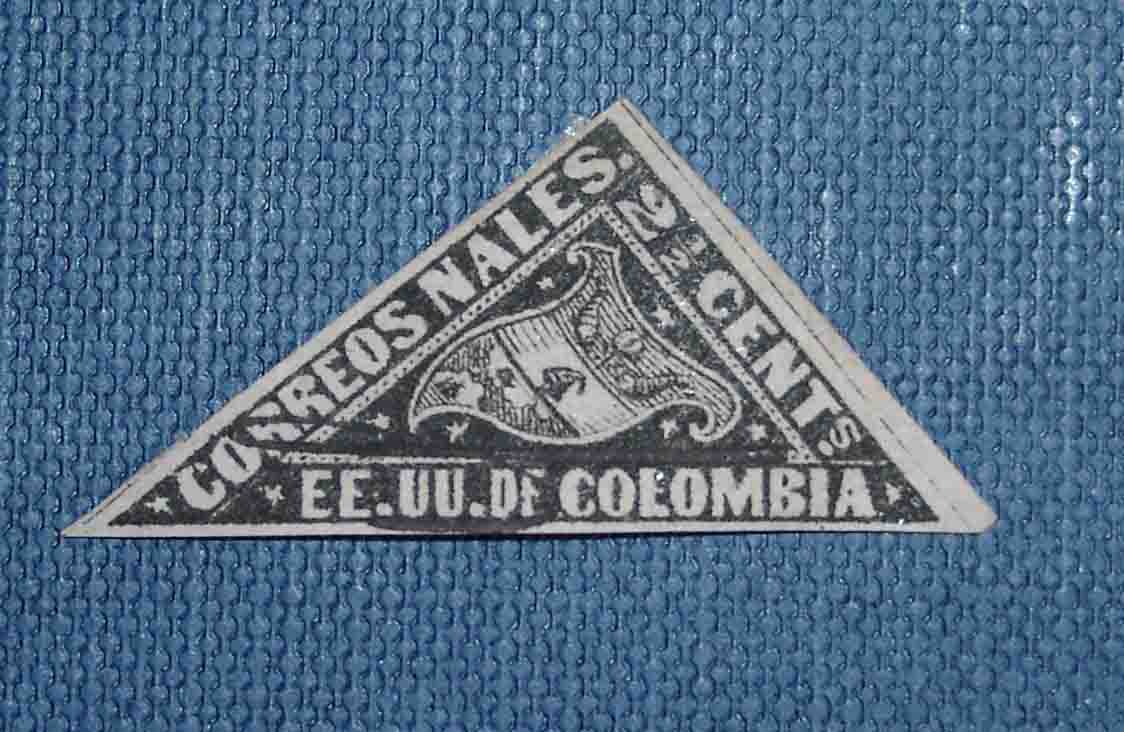 CORREOS NALES.
2 1/2 CENTS.
EE.UU.DE COLOMBIA